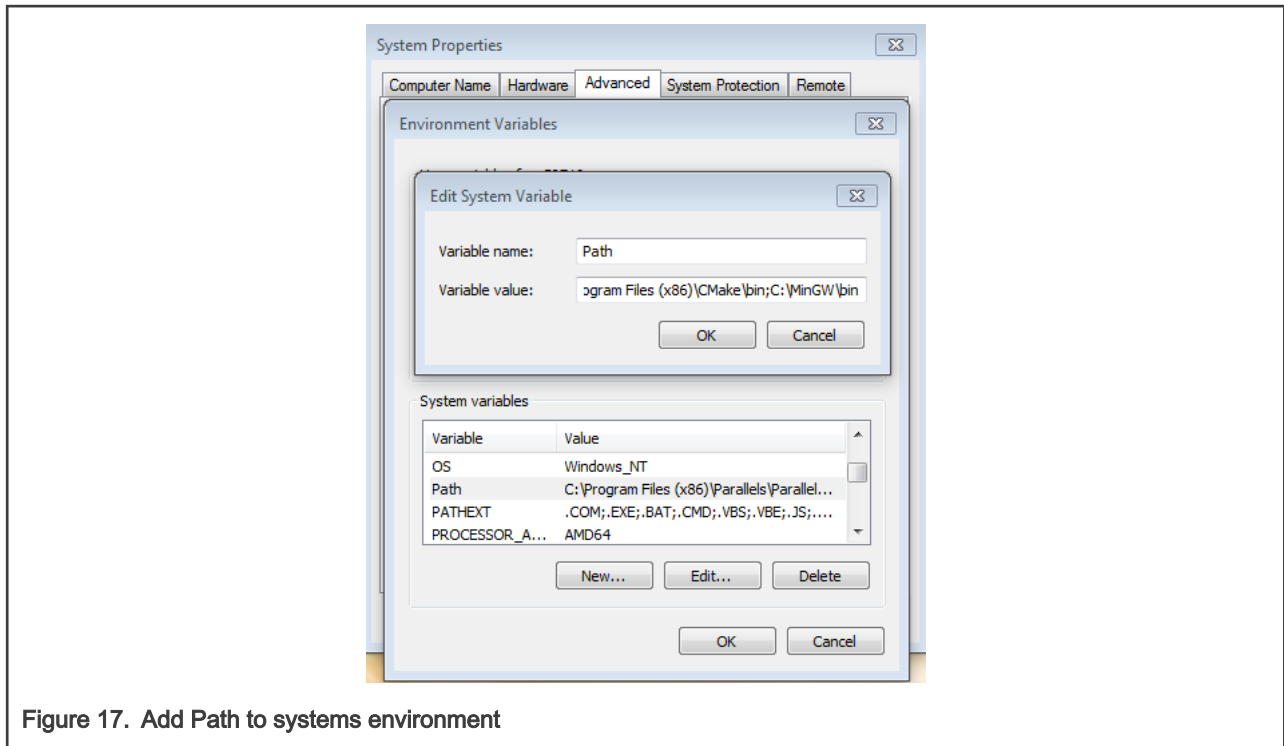 System Properties
Computer Name Hardware Advanced System Protection Remote
Environment Variables
Edit System Variable
Variable name: Path
Variable value: ogram Files (x86)\CMake\bin;C:\MinGW\bin
OK Cancel
System variables
Variable Value
OS Windows_NT
Path C:\Program Files (x86)\Parallels\Parallel...
PATHEXT .COM;.EXE;.BAT;.CMD;.VBS;.VBE;.JS;....
PROCESSOR_A... AMD64
New... Edit... Delete
OK Cancel
Figure 17. Add Path to systems environment